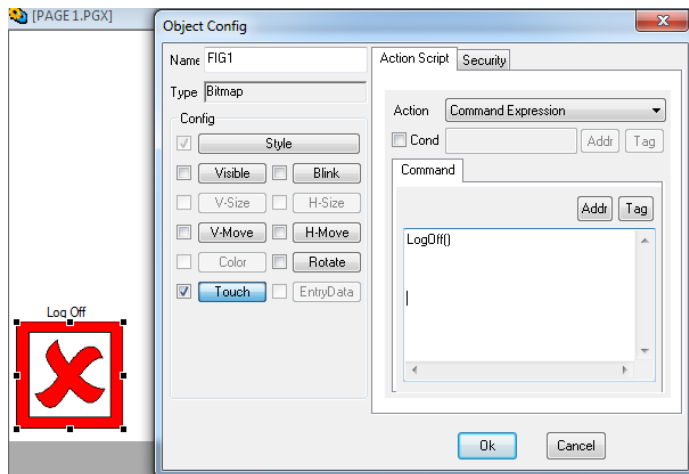 [PAGE 1.PGX]
Object Config
Name FIG1
Type Bitmap
Config
Style
Visible Blink
V-Size H-Size
V-Move H-Move
Color Rotate
Touch EntryData
Action Script Security
Action Command Expression
Cond Addr Tag
Command
Addr Tag
LogOff()
Ok Cancel
Log Off